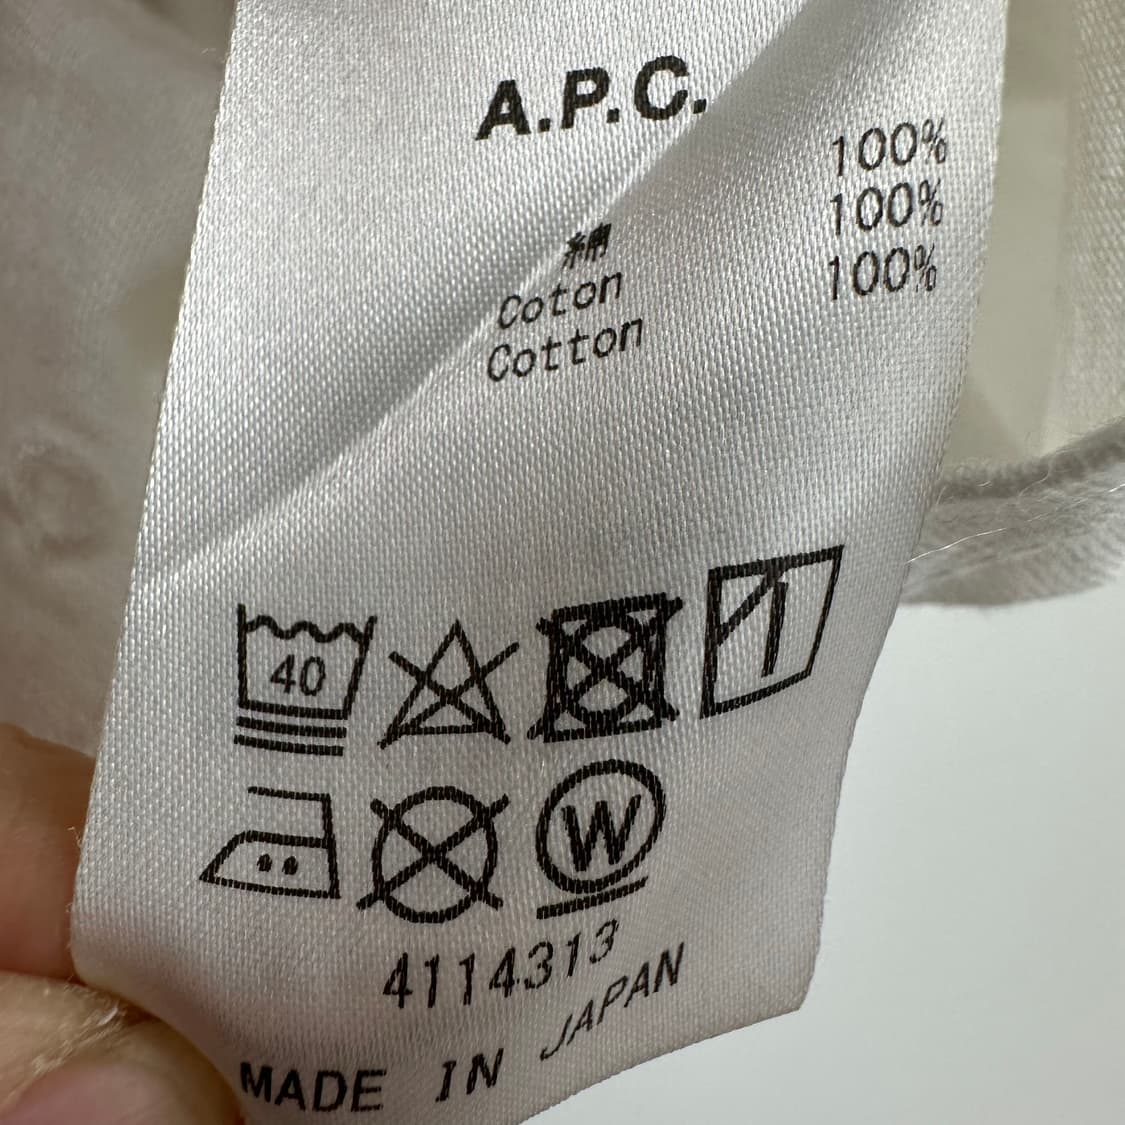 A.P.C.
綿 100%
Coton 100%
Cotton 100%
40
W
4114313
MADE IN JAPAN